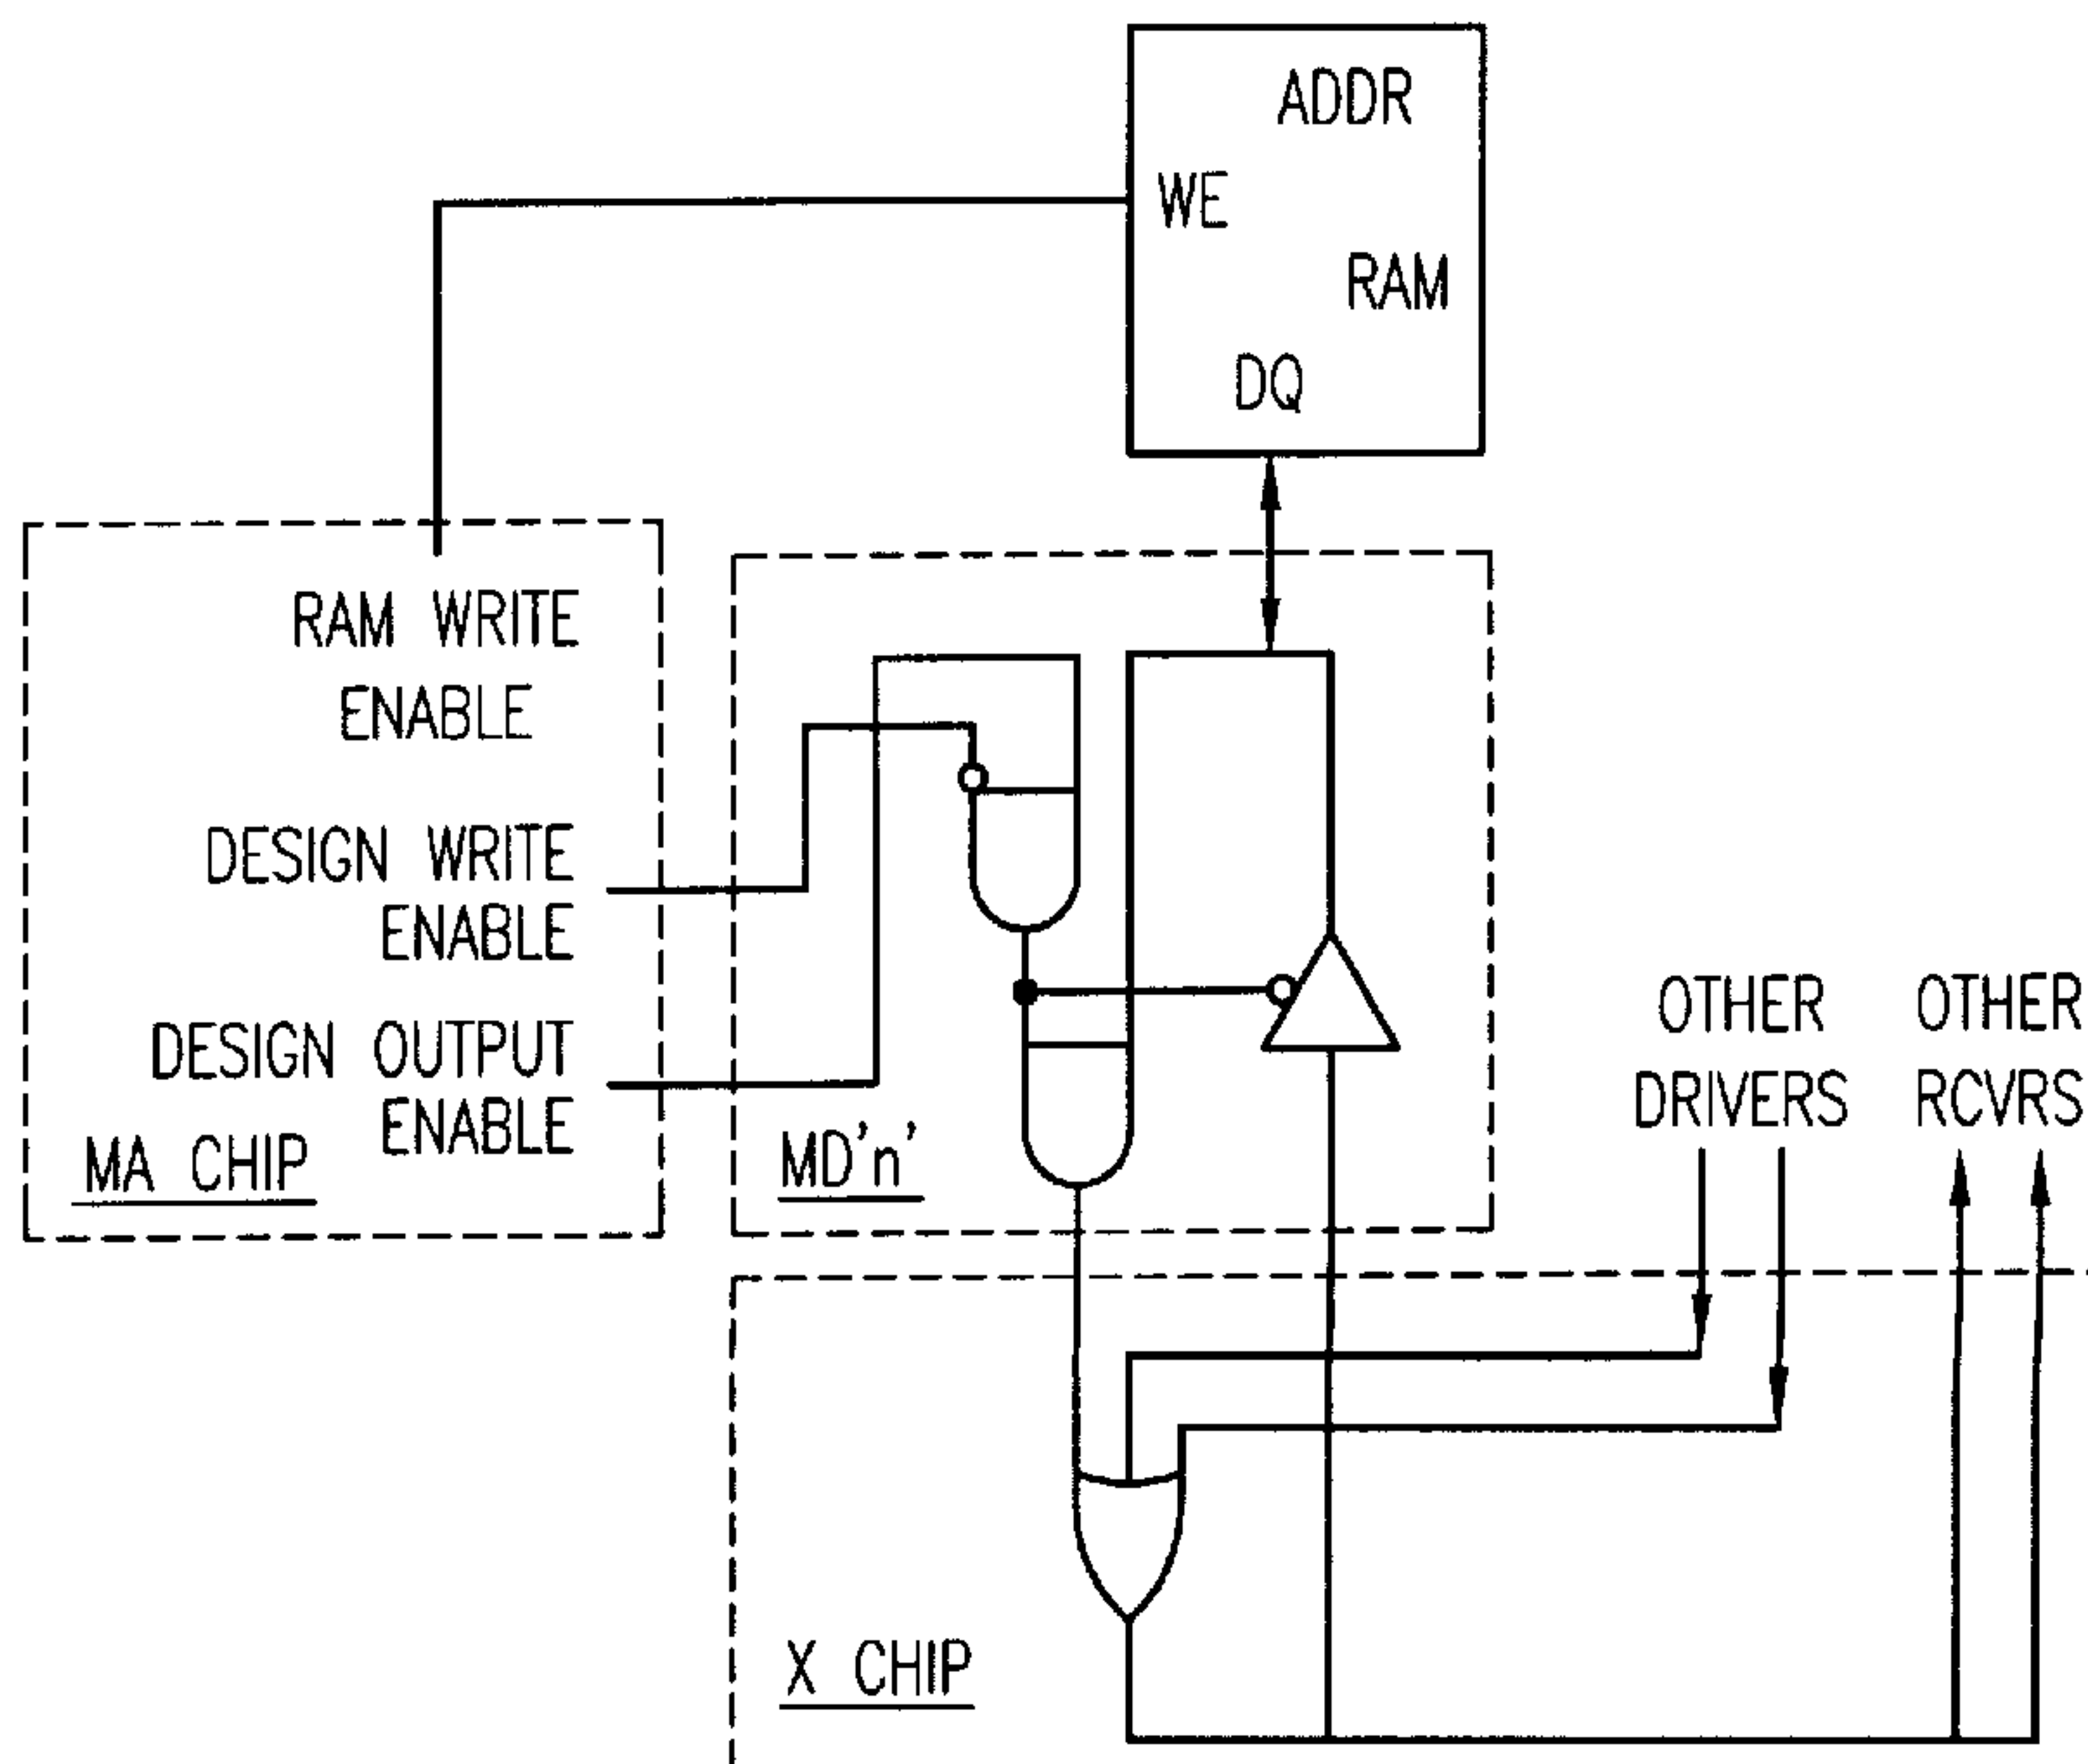 ADDR
WE
RAM
DQ
RAM WRITE
ENABLE
DESIGN WRITE
ENABLE
DESIGN OUTPUT
ENABLE
MA CHIP
MD'n'
OTHER
DRIVERS
OTHER
RCVRS
X CHIP